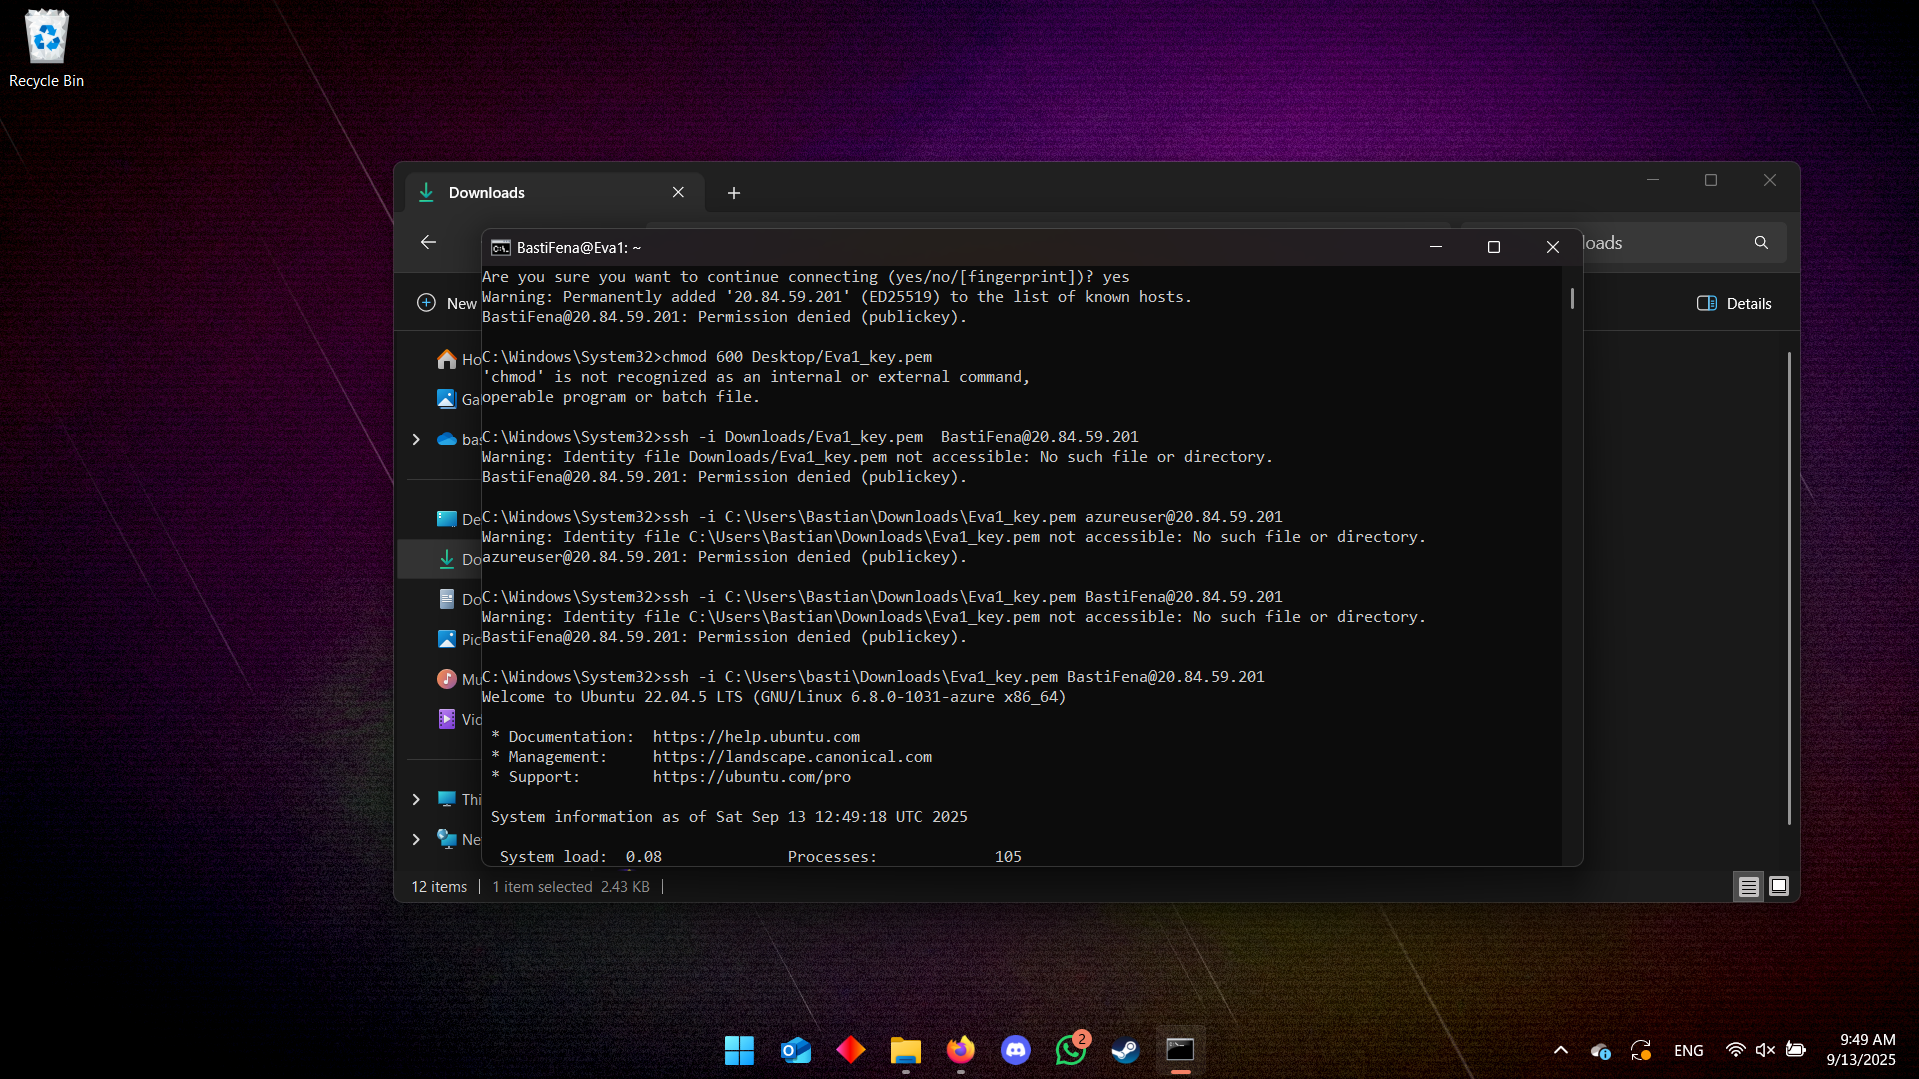 Recycle Bin
Downloads
BastiFena@Eva1: ~
Are you sure you want to continue connecting (yes/no/[fingerprint])? yes
Warning: Permanently added '20.84.59.201' (ED25519) to the list of known hosts.
BastiFena@20.84.59.201: Permission denied (publickey).
C:\Windows\System32>chmod 600 Desktop/Eva1_key.pem
'chmod' is not recognized as an internal or external command,
operable program or batch file.
C:\Windows\System32>ssh -i Downloads/Eva1_key.pem  BastiFena@20.84.59.201
Warning: Identity file Downloads/Eva1_key.pem not accessible: No such file or directory.
BastiFena@20.84.59.201: Permission denied (publickey).
C:\Windows\System32>ssh -i C:\Users\Bastian\Downloads\Eva1_key.pem azureuser@20.84.59.201
Warning: Identity file C:\Users\Bastian\Downloads\Eva1_key.pem not accessible: No such file or directory.
azureuser@20.84.59.201: Permission denied (publickey).
C:\Windows\System32>ssh -i C:\Users\Bastian\Downloads\Eva1_key.pem BastiFena@20.84.59.201
Warning: Identity file C:\Users\Bastian\Downloads\Eva1_key.pem not accessible: No such file or directory.
BastiFena@20.84.59.201: Permission denied (publickey).
C:\Windows\System32>ssh -i C:\Users\basti\Downloads\Eva1_key.pem BastiFena@20.84.59.201
Welcome to Ubuntu 22.04.5 LTS (GNU/Linux 6.8.0-1031-azure x86_64)
* Documentation:  https://help.ubuntu.com
* Management:     https://landscape.canonical.com
* Support:        https://ubuntu.com/pro
System information as of Sat Sep 13 12:49:18 UTC 2025
System load:  0.08              Processes:             105
loads
New
Details
Ho
Ga
bas
De
Do
Do
Pic
Mu
Vid
Thi
Ne
12 items
1 item selected  2.43 KB
2
ENG
9:49 AM
9/13/2025